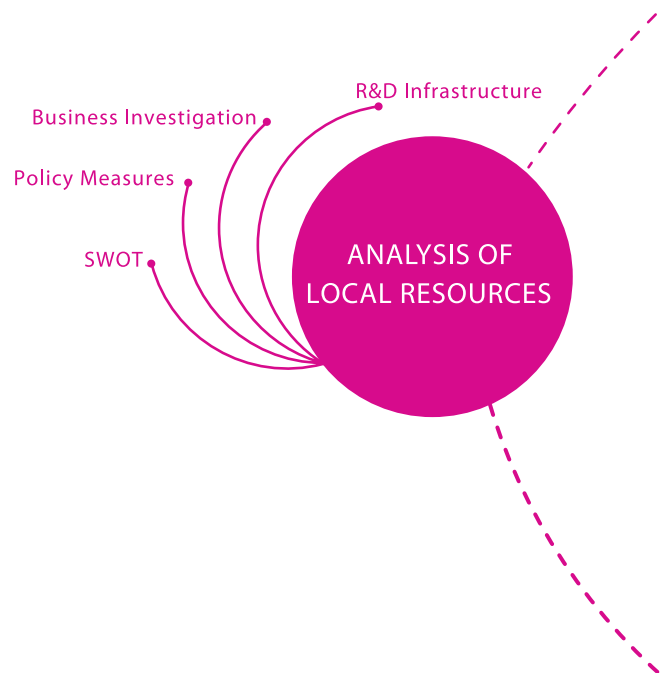 R&D Infrastructure
Business Investigation
Policy Measures
SWOT
ANALYSIS OF
LOCAL RESOURCES